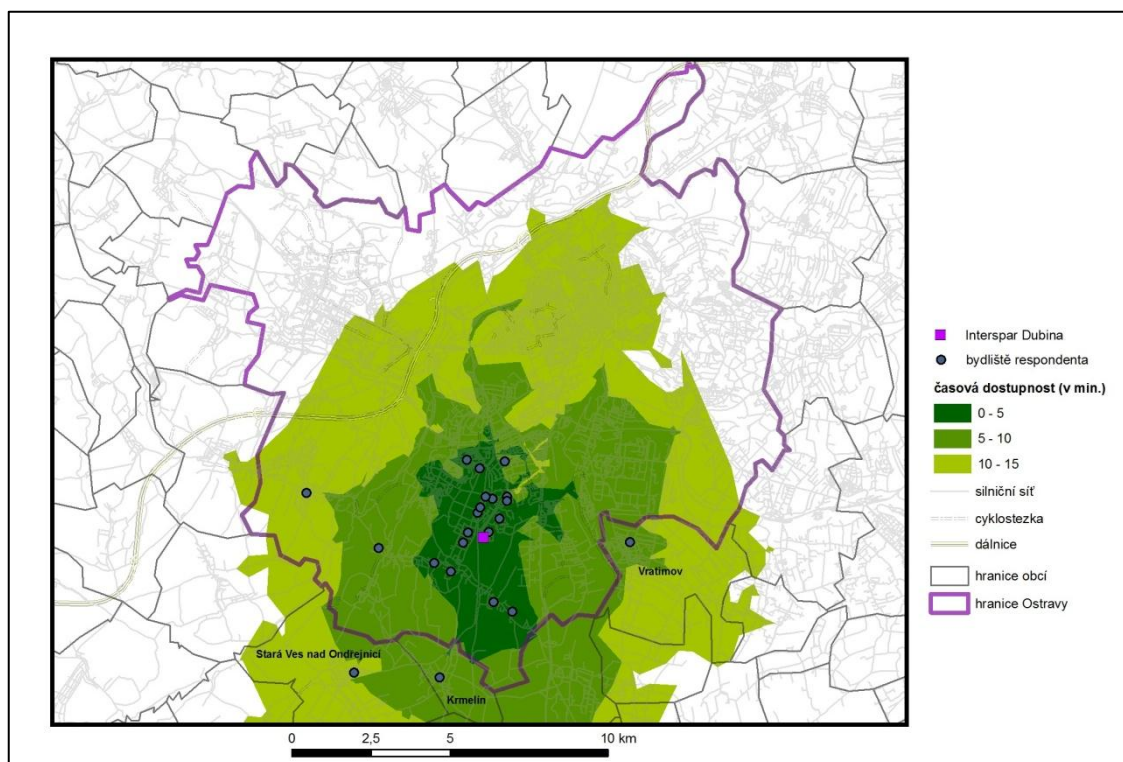 Interspar Dubina
bydliště respondenta
časová dostupnost (v min.)
0 - 5
5 - 10
10 - 15
silniční síť
cyklostezka
dálnice
hranice obcí
hranice Ostravy
Vratimov
Stará Ves nad Ondřejnicí
Krmelín
0 2,5 5 10 km